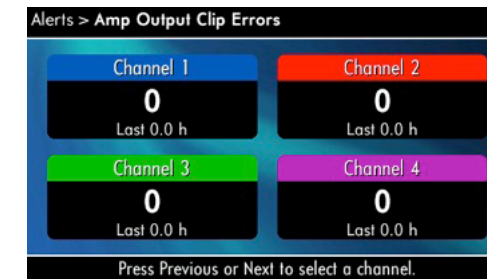 Alerts > Amp Output Clip Errors
Channel 1
0
Last 0.0 h
Channel 2
0
Last 0.0 h
Channel 3
0
Last 0.0 h
Channel 4
0
Last 0.0 h
Press Previous or Next to select a channel.